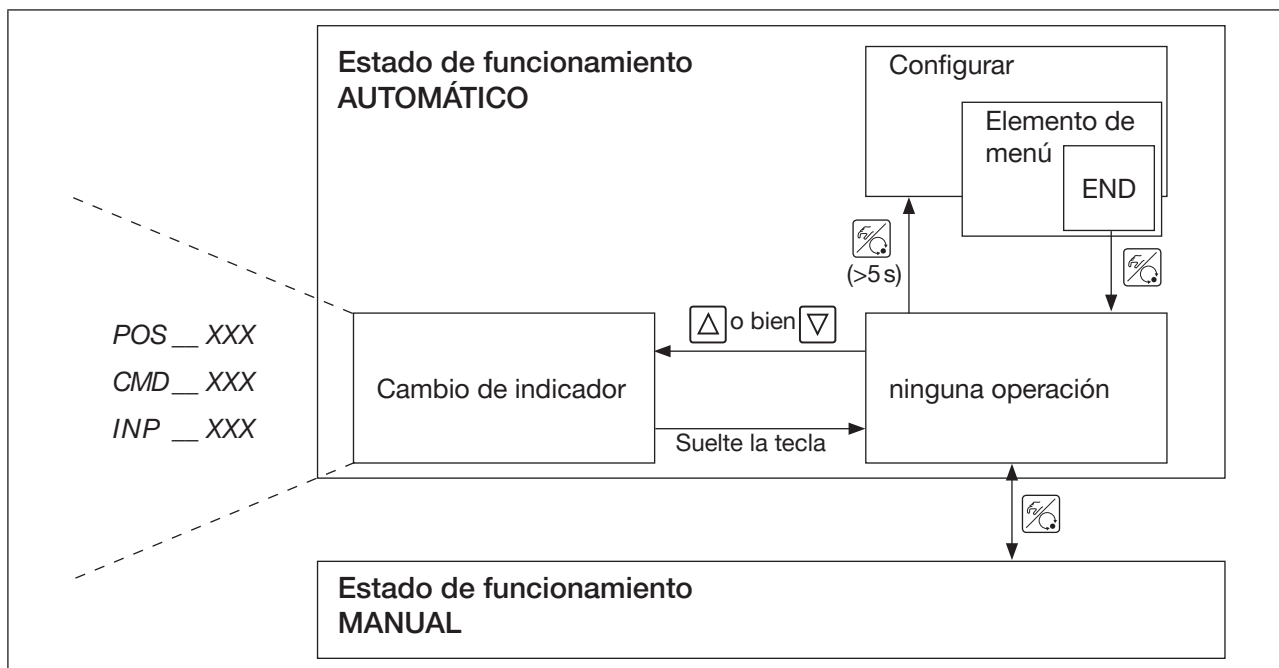 Estado de funcionamiento
AUTOMÁTICO
Configurar
Elemento de
menú
END
(>5 s)
o bien
POS __ XXX
CMD __ XXX
INP __ XXX
Cambio de indicador
ninguna operación
Suelte la tecla
Estado de funcionamiento
MANUAL